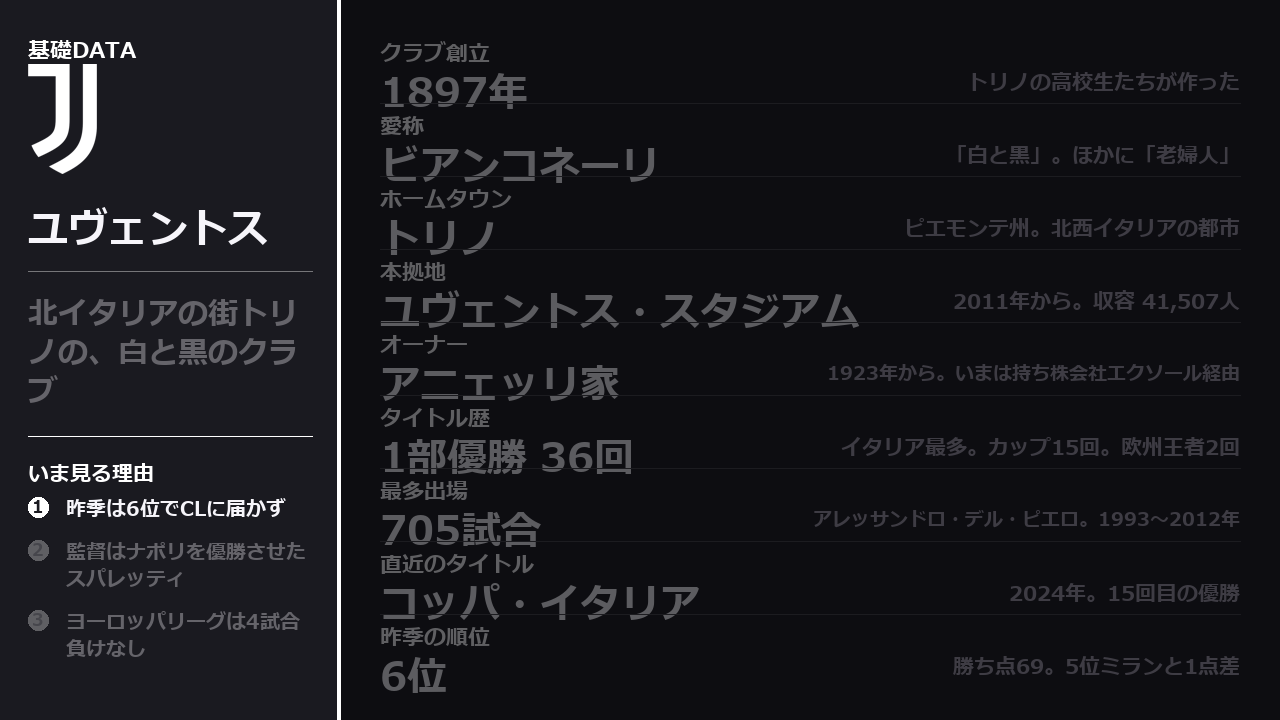 基礎DATA
ユヴェントス
北イタリアの街トリ
ノの、白と黒のクラ
ブ
いま見る理由
1 昨季は6位でCLに届かず
2 監督はナポリを優勝させた
スパレッティ
3 ヨーロッパリーグは4試合
負けなし
クラブ創立
1897年 トリノの高校生たちが作った
愛称
ビアンコネーリ 「白と黒」。ほかに「老婦人」
ホームタウン
トリノ ピエモンテ州。北西イタリアの都市
本拠地
ユヴェントス・スタジアム 2011年から。収容 41,507人
オーナー
アニェッリ家 1923年から。いまは持ち株会社エクソール経由
タイトル歴
1部優勝 36回 イタリア最多。カップ15回。欧州王者2回
最多出場
705試合 アレッサンドロ・デル・ピエロ。1993～2012年
直近のタイトル
コッパ・イタリア 2024年。15回目の優勝
昨季の順位
6位 勝ち点69。5位ミランと1点差